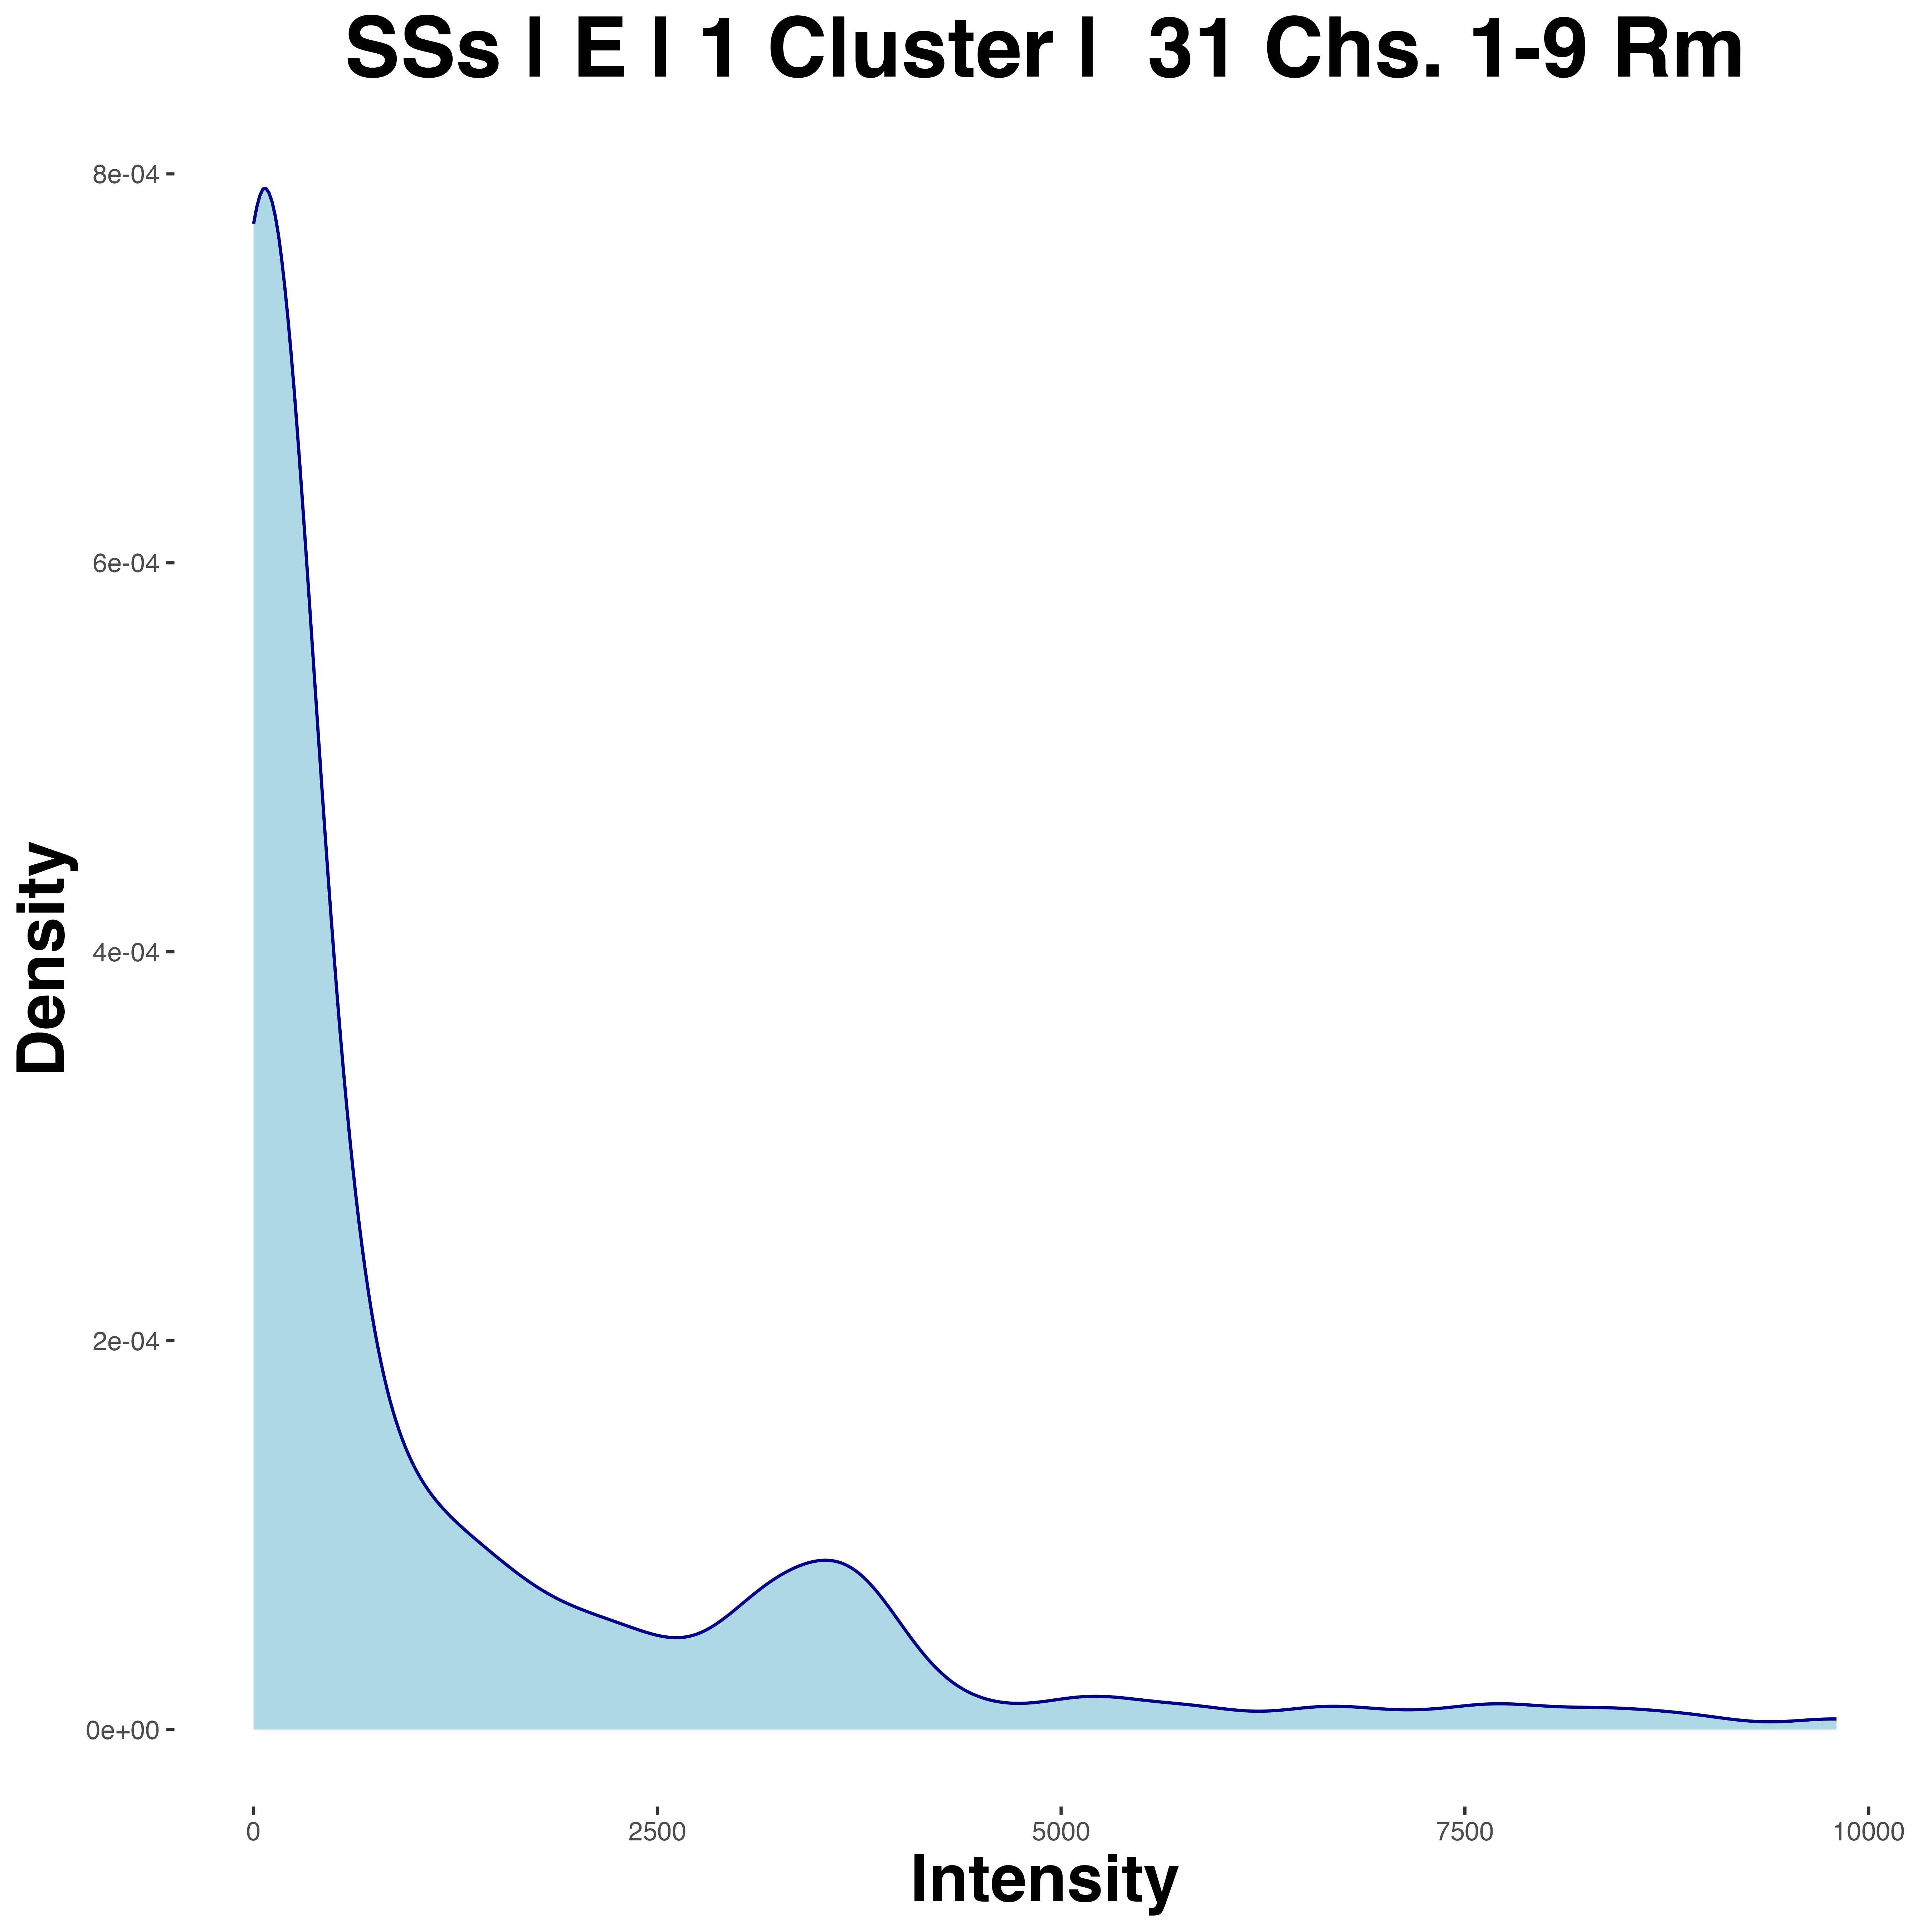 SSs | E | 1 Cluster |  31 Chs. 1-9 Rm
8e-04
6e-04
4e-04
2e-04
0e+00
Density
0 2500 5000 7500 10000
Intensity